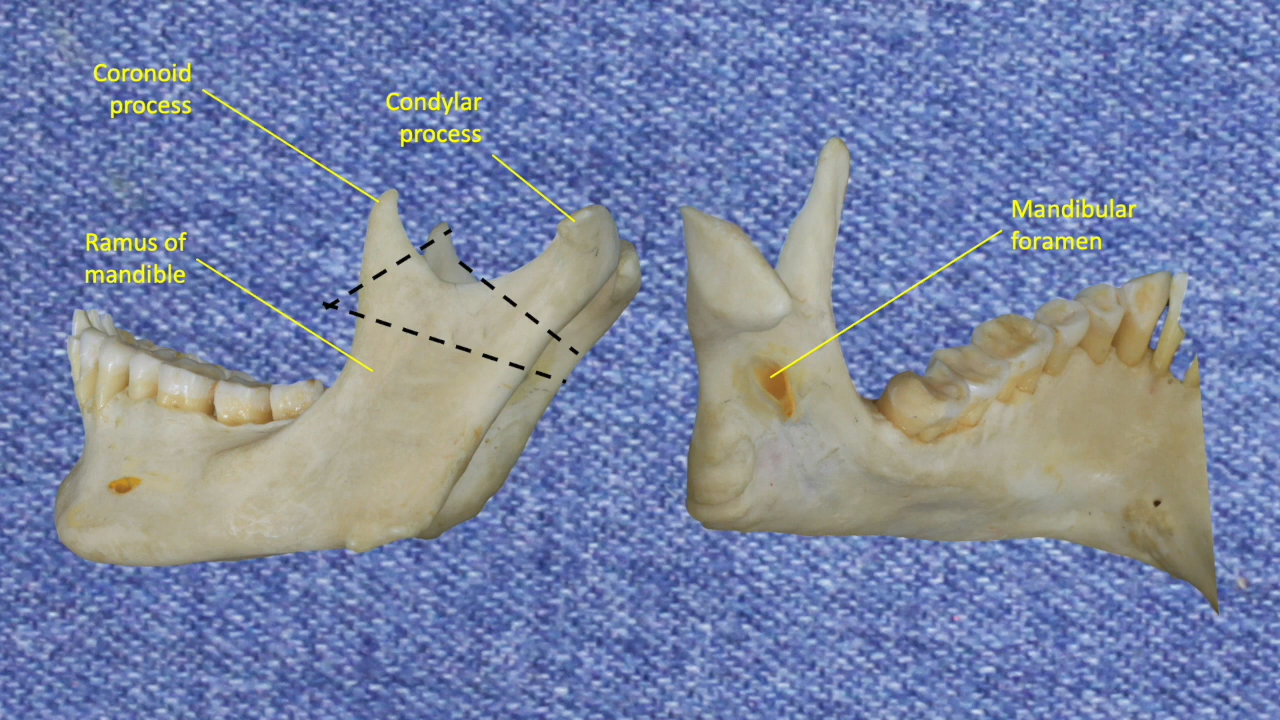 Coronoid
process
Condylar
process
Ramus of
mandible
Mandibular
foramen